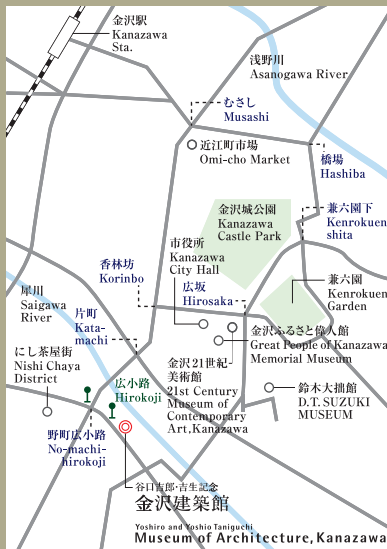 金沢駅
Kanazawa
Sta.
浅野川
Asanogawa River
むさし
Musashi
近江町市場
Omi-cho Market
橋場
Hashiba
金沢城公園
Kanazawa
Castle Park
兼六園下
Kenrokuen
shita
市役所
Kanazawa
City Hall
香林坊
Korinbo
広坂
Hirosaka
兼六園
Kenrokuen
Garden
犀川
Saigawa
River
片町
Kata-
machi
金沢ふるさと偉人館
Great People of Kanazawa
Memorial Museum
にし茶屋街
Nishi Chaya
District
広小路
Hirokoji
金沢21世紀
美術館
21st Century
Museum of
Contemporary
Art,Kanazawa
鈴木大拙館
D.T. SUZUKI
MUSEUM
野町広小路
No-machi-
hirokoji
谷口吉郎・吉生記念
金沢建築館
Yoshiro and Yoshio Taniguchi
Museum of Architecture, Kanazawa